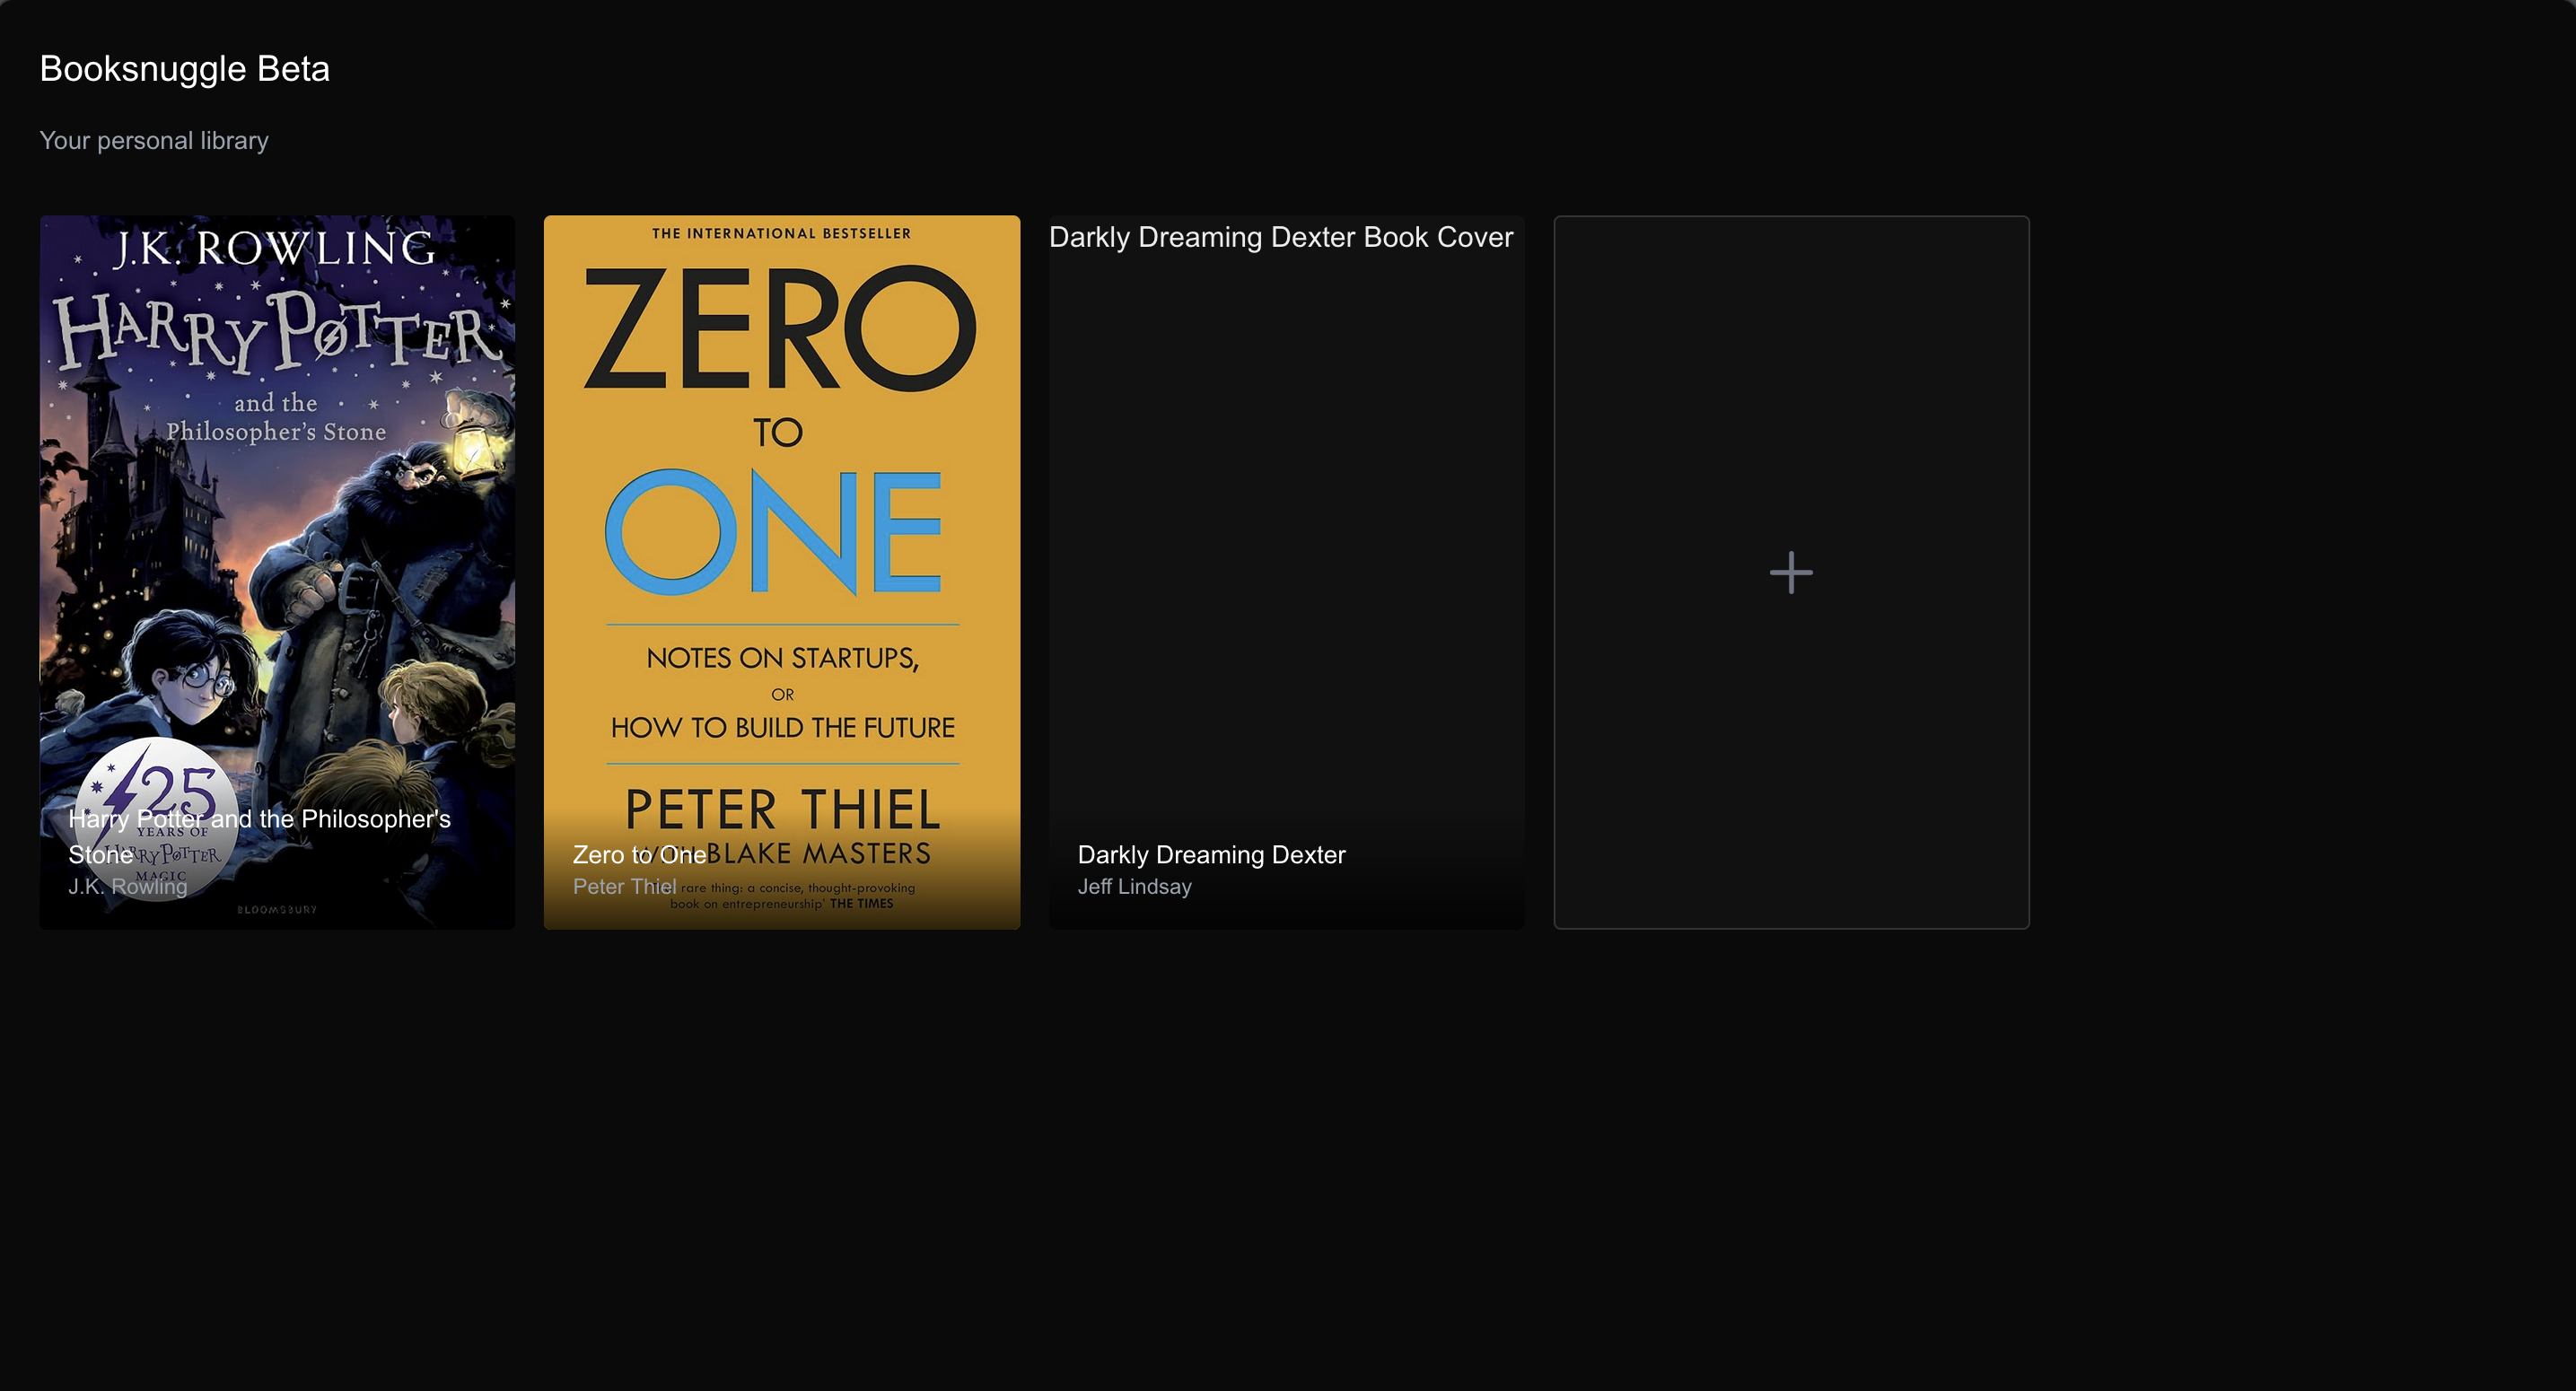 Booksnuggle Beta
Your personal library
J.K. ROWLING
HARRY POTTER
and the
Philosopher's Stone
25
YEARS OF
HARRY POTTER
MAGIC
Harry Potter and the Philosopher's
Stone
J.K. Rowling
BLOOMSBURY
THE INTERNATIONAL BESTSELLER
ZERO
TO
ONE
NOTES ON STARTUPS,
OR
HOW TO BUILD THE FUTURE
PETER THIEL
WITH BLAKE MASTERS
Zero to One
Peter Thiel
rare thing: a concise, thought-provoking
book on entrepreneurship' THE TIMES
Darkly Dreaming Dexter Book Cover
Darkly Dreaming Dexter
Jeff Lindsay